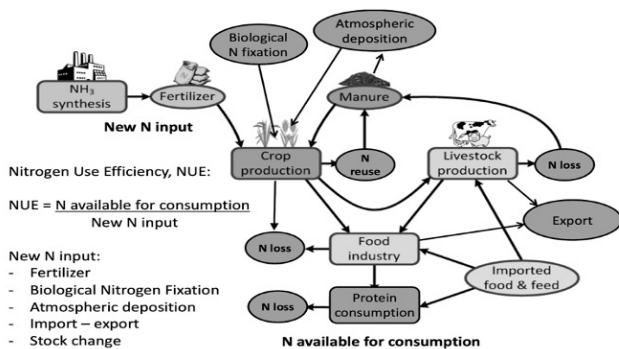 Biological
N fixation
Atmospheric
deposition
NH₃
synthesis
Fertilizer
Manure
New N input
Crop
production
N
reuse
Livestock
production
N loss
Nitrogen Use Efficiency, NUE:
NUE = N available for consumption
New N input
Export
N loss
Food
industry
New N input:
- Fertilizer
- Biological Nitrogen Fixation
- Atmospheric deposition
- Import – export
- Stock change
Imported
food & feed
N loss
Protein
consumption
N available for consumption